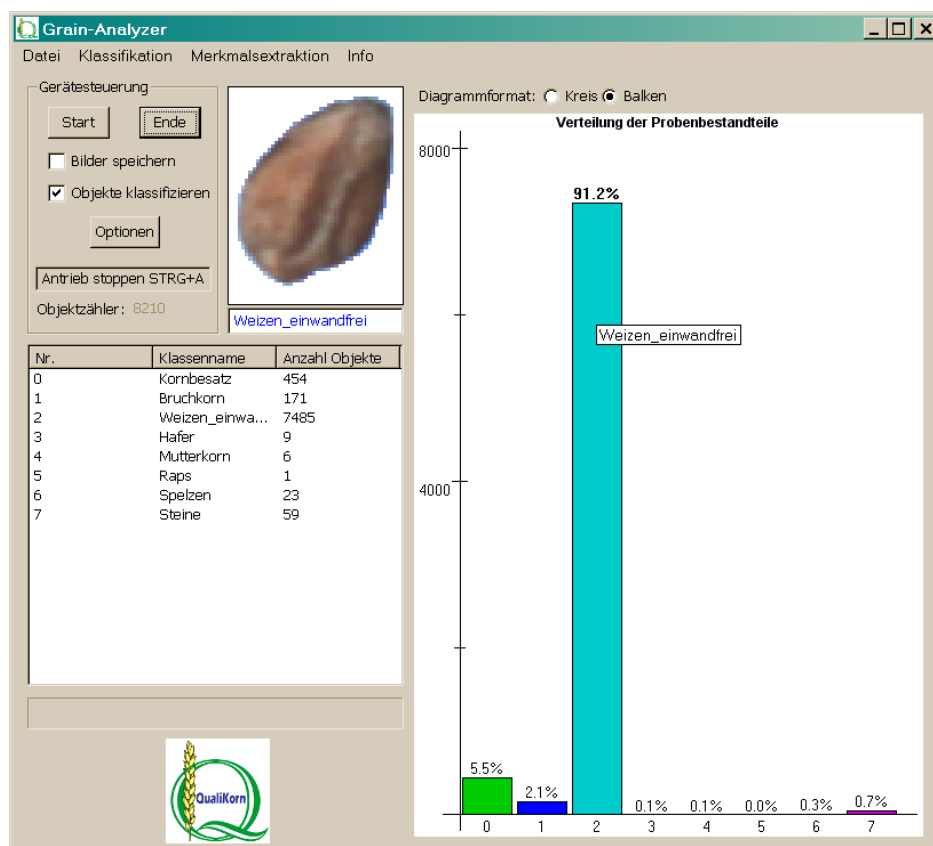 Grain-Analyzer
Datei Klassifikation Merkmalsextraktion Info
Gerätesteuerung
Start Ende
Bilder speichern
Objekte klassifizieren
Optionen
Antrieb stoppen STRG+A
Objektzähler: 8210
Weizen_einwandfrei
Nr. Klassenname Anzahl Objekte
0 Kornbesatz 454
1 Bruchkorn 171
2 Weizen_einwa... 7485
3 Hafer 9
4 Mutterkorn 6
5 Raps 1
6 Spelzen 23
7 Steine 59
QualiKorn
Diagrammformat: Kreis Balken
Verteilung der Probenbestandteile
8000
91.2%
Weizen_einwandfrei
4000
5.5% 2.1% 0.1% 0.1% 0.0% 0.3% 0.7%
0 1 2 3 4 5 6 7